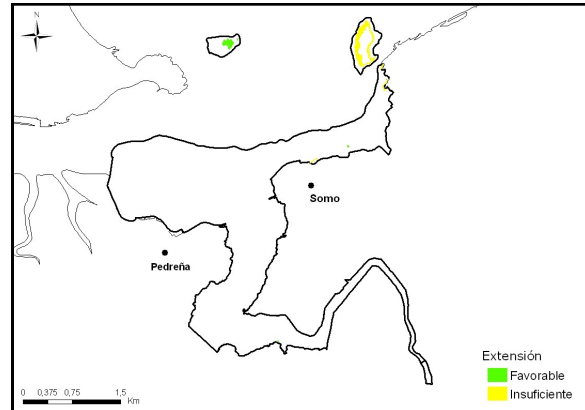 N
Somo
Pedreña
Extensión
Favorable
Insuficiente
0 0,375 0,75 1,5
Km